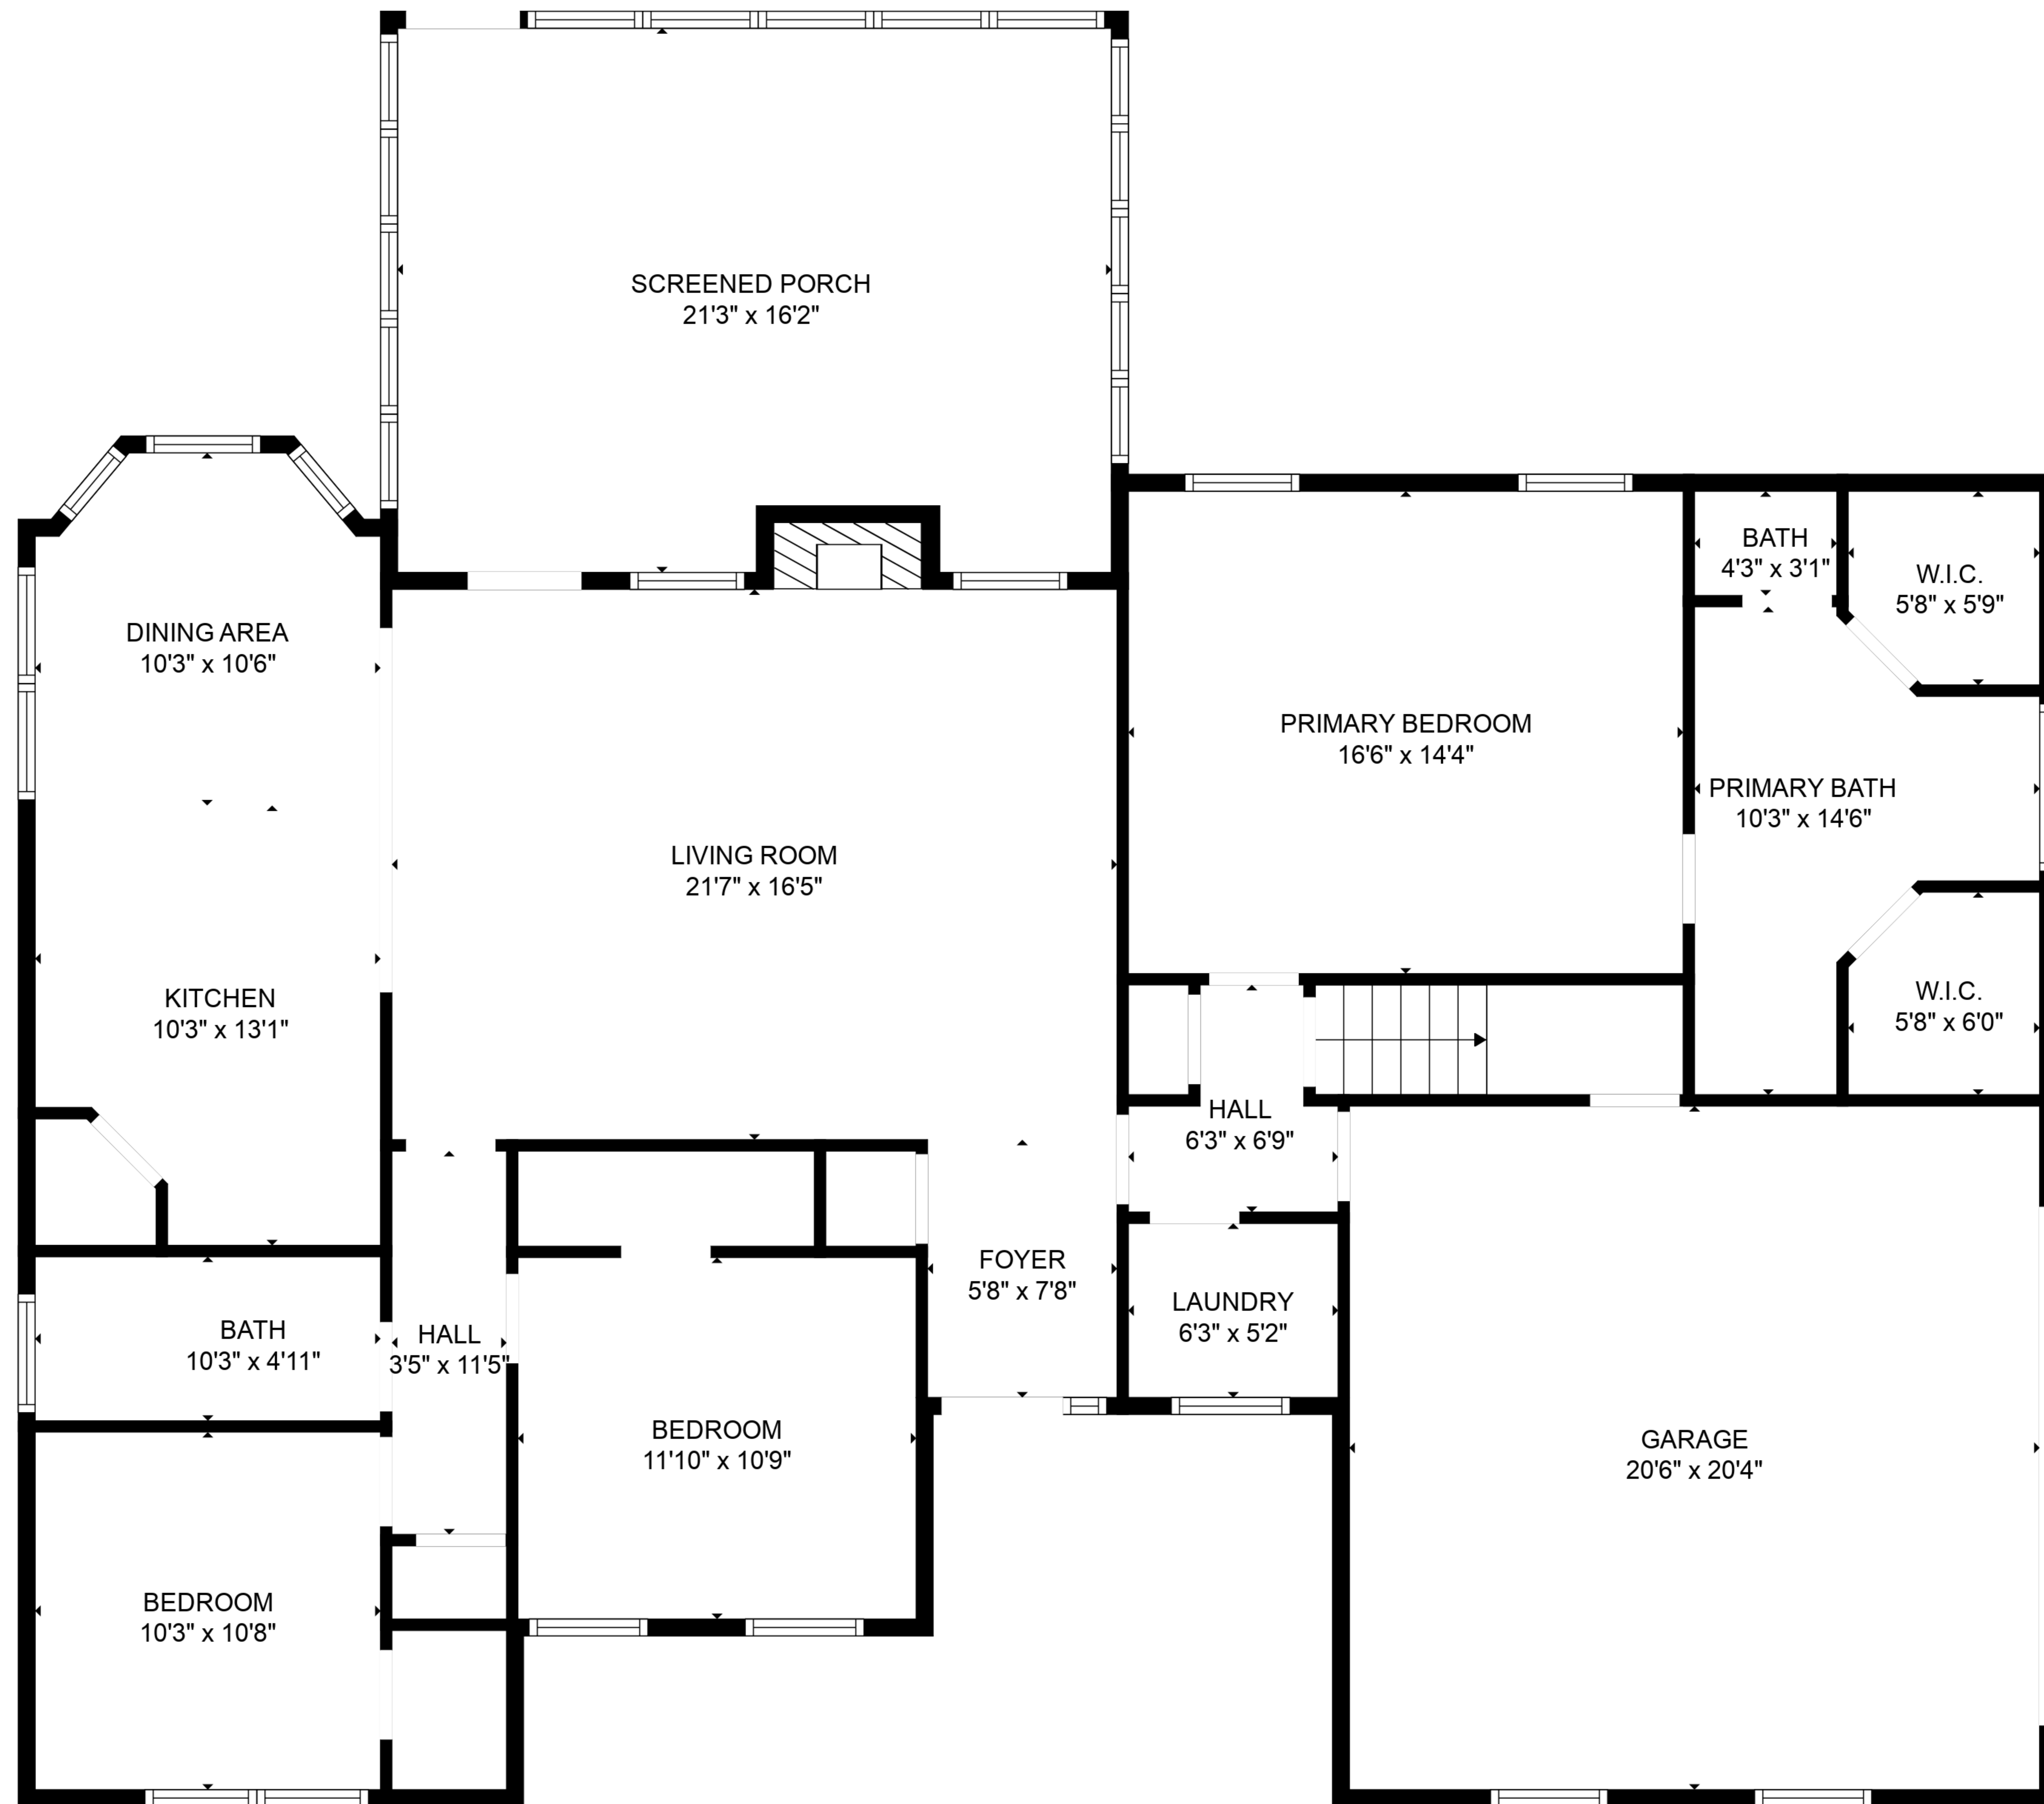 SCREENED PORCH
21'3" x 16'2"
BATH
4'3" x 3'1"
W.I.C.
5'8" x 5'9"
DINING AREA
10'3" x 10'6"
PRIMARY BEDROOM
16'6" x 14'4"
PRIMARY BATH
10'3" x 14'6"
LIVING ROOM
21'7" x 16'5"
KITCHEN
10'3" x 13'1"
W.I.C.
5'8" x 6'0"
HALL
6'3" x 6'9"
FOYER
5'8" x 7'8"
LAUNDRY
6'3" x 5'2"
BATH
10'3" x 4'11"
HALL
3'5" x 11'5"
BEDROOM
11'10" x 10'9"
GARAGE
20'6" x 20'4"
BEDROOM
10'3" x 10'8"